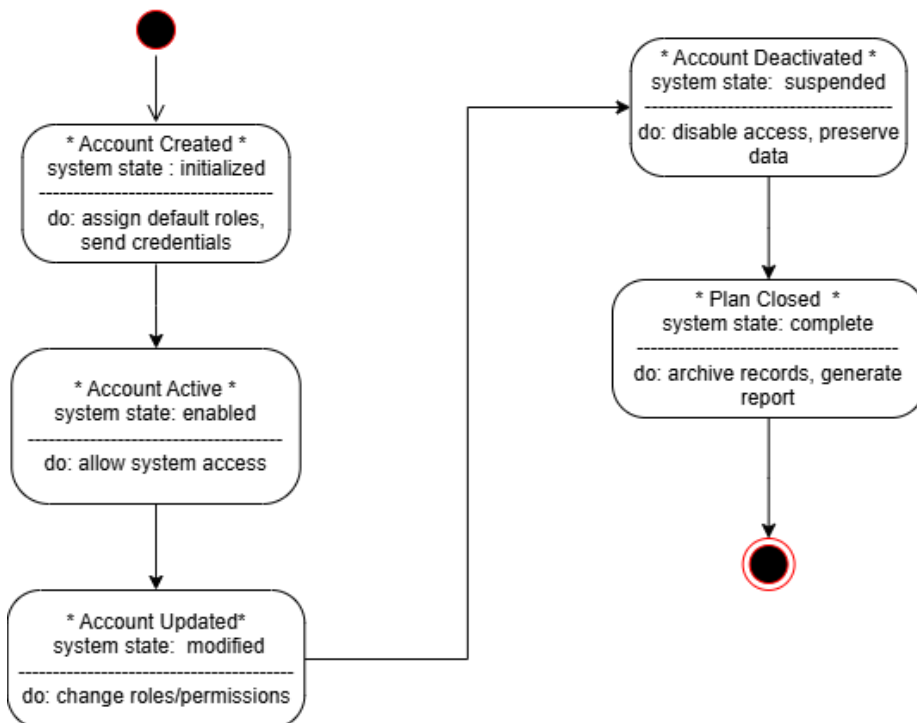 * Account Created *
system state : initialized
----------------------------------
do: assign default roles,
send credentials
* Account Active *
system state: enabled
-------------------------------------
do: allow system access
* Account Updated*
system state:  modified
---------------------------------------
do: change roles/permissions
* Account Deactivated *
system state:  suspended
-----------------------------------
do: disable access, preserve
data
* Plan Closed  *
system state: complete
--------------------------------------
do: archive records, generate
report